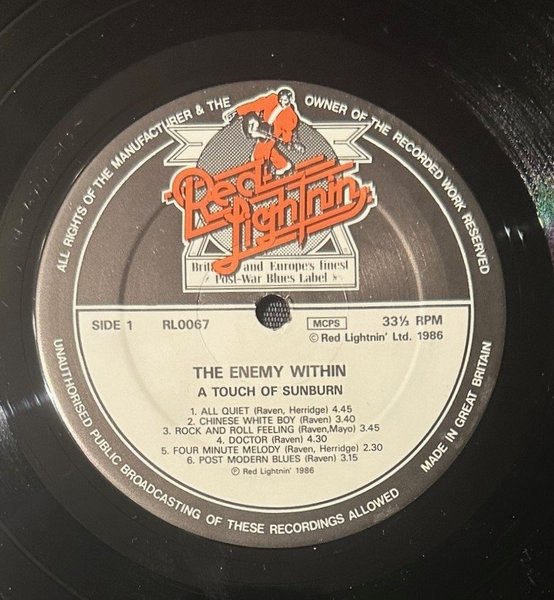 ALL RIGHTS OF THE MANUFACTURER & THE OWNER OF THE RECORDED WORK RESERVED
Red
Lightnin'
and Europe's finest
Post-War Blues Label
SIDE 1 RL0067 MCPS 33⅓ RPM
© Red Lightnin' Ltd. 1986
THE ENEMY WITHIN
A TOUCH OF SUNBURN
1. ALL QUIET (Raven, Herridge) 4.45
2. CHINESE WHITE BOY (Raven) 3.40
3. ROCK AND ROLL FEELING (Raven,Mayo) 3.45
4. DOCTOR (Raven) 4.30
5. FOUR MINUTE MELODY (Raven, Herridge) 2.30
6. POST MODERN BLUES (Raven) 3.15
℗ Red Lightnin' 1986
UNAUTHORISED PUBLIC BROADCASTING OF THESE RECORDINGS ALLOWED
MADE IN GREAT BRITAIN